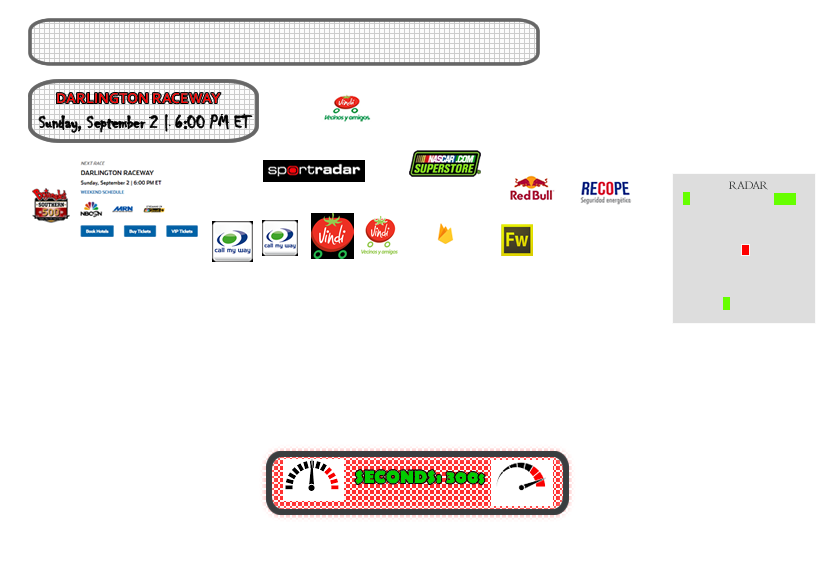 DARLINGTON RACEWAY
Sunday, September 2 | 6:00 PM ET
Vindi
Vecinos y amigos.
NEXT RACE
DARLINGTON RACEWAY
Sunday, September 2 | 6:00 PM ET
WEEKEND SCHEDULE
SOUTHERN
500
NBCSN
MRN
Book Hotels
Buy Tickets
VIP Tickets
sportradar
NASCAR.COM
SUPERSTORE
Red Bull
RECOPE
Seguridad energética
RADAR
call my way
call my way
Vindi
Vindi
Vecinos y amigos
Fw
SECONDS: 300s